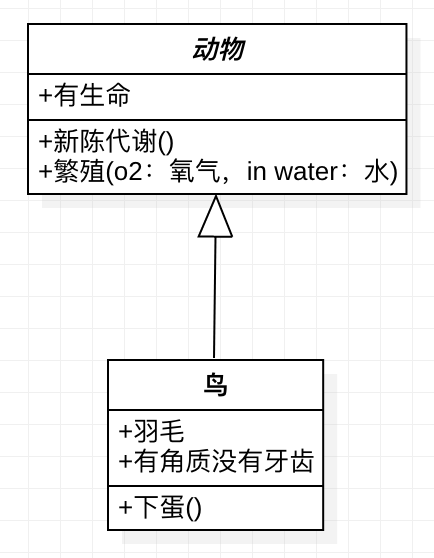 动物
+有生命
+新陈代谢()
+繁殖(o2：氧气，in water：水)
鸟
+羽毛
+有角质没有牙齿
+下蛋()